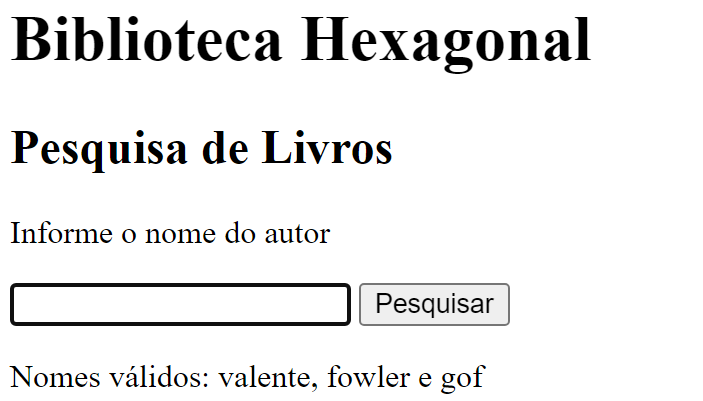 Biblioteca Hexagonal
Pesquisa de Livros
Informe o nome do autor
Pesquisar
Nomes válidos: valente, fowler e gof